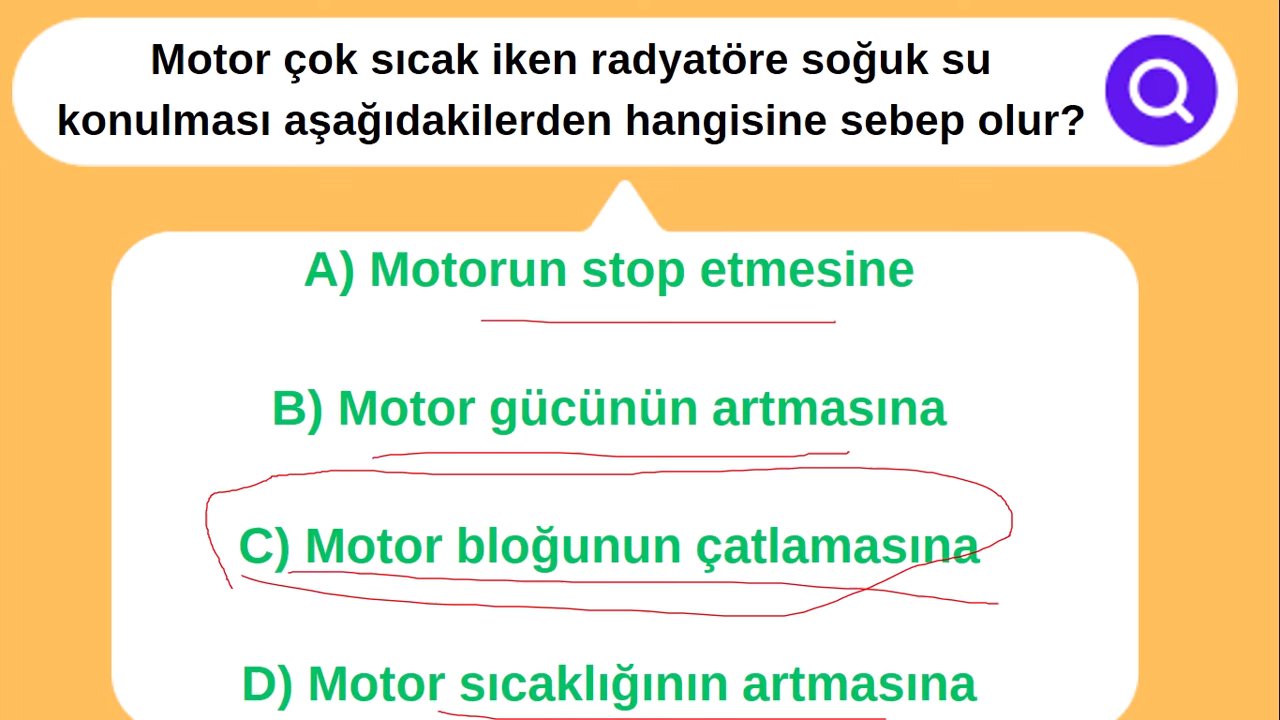 Motor çok sıcak iken radyatöre soğuk su
konulması aşağıdakilerden hangisine sebep olur?
A) Motorun stop etmesine
B) Motor gücünün artmasına
C) Motor bloğunun çatlamasına
D) Motor sıcaklığının artmasına